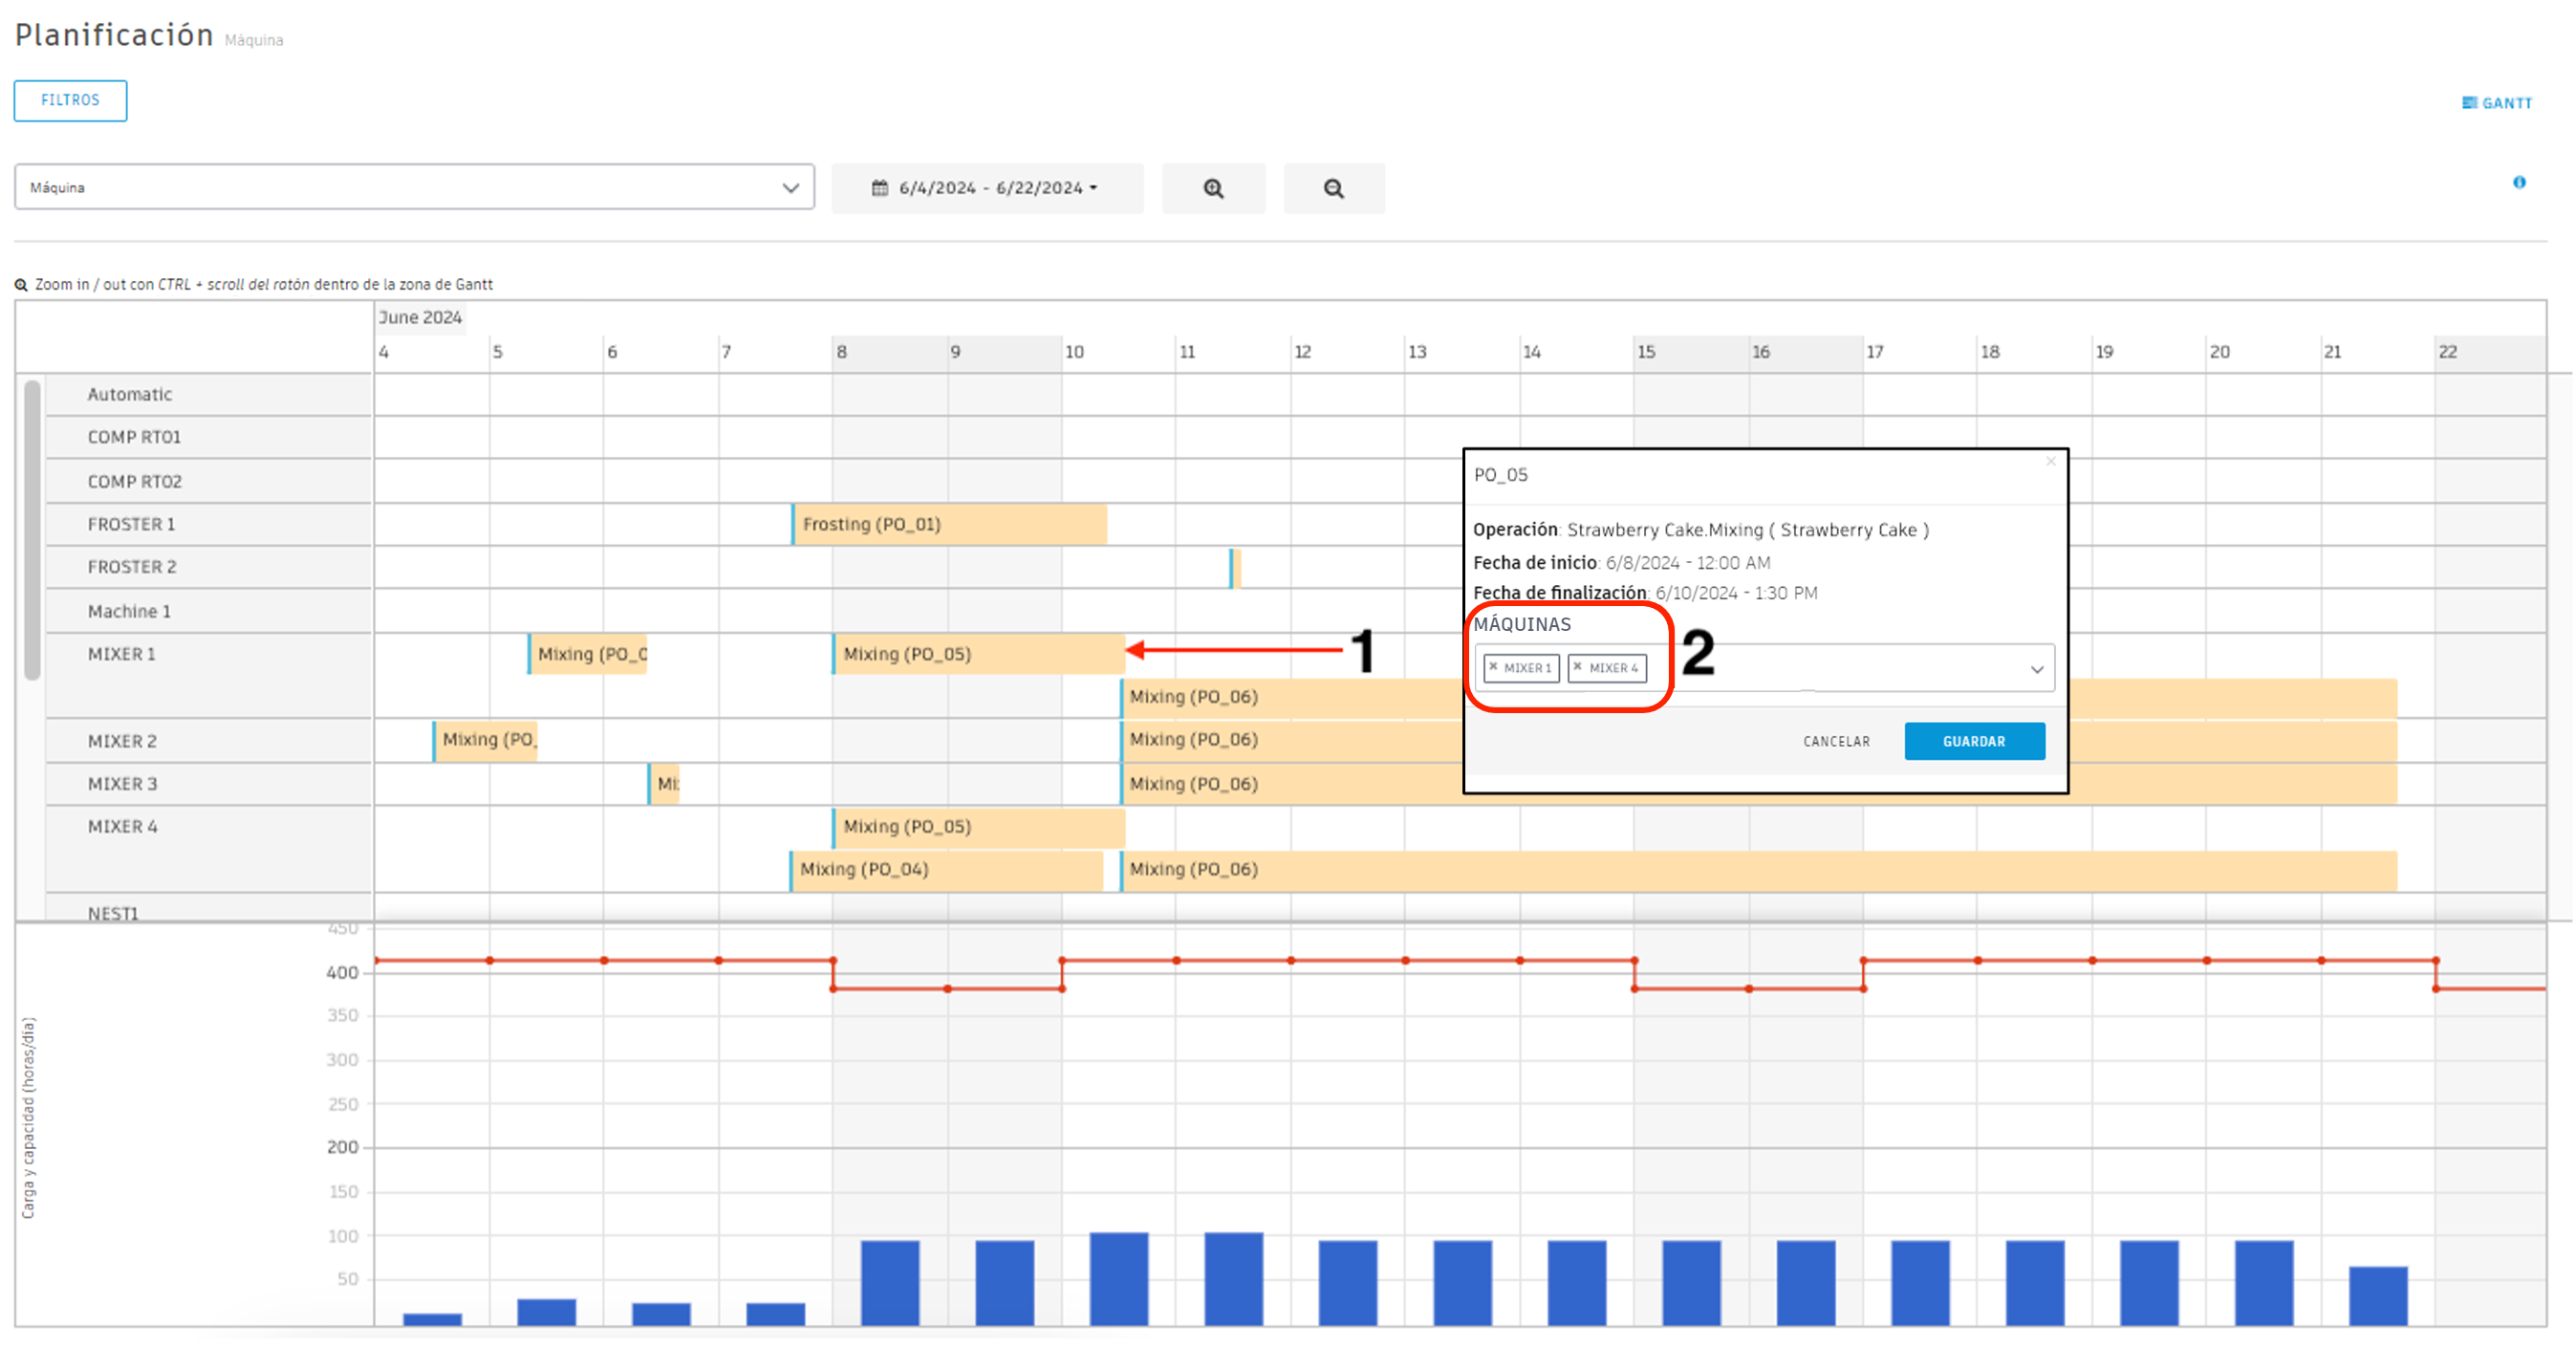 Planificación Máquina
FILTROS
GANTT
Máquina
6/4/2024 - 6/22/2024
Zoom in / out con CTRL + scroll del ratón dentro de la zona de Gantt
June 2024
4 5 6 7 8 9 10 11 12 13 14 15 16 17 18 19 20 21 22
Automatic
COMP RT01
COMP RT02
FROSTER 1
Frosting (PO_01)
FROSTER 2
Machine 1
MIXER 1
Mixing (PO_0
Mixing (PO_05)
1
Mixing (PO_06)
MIXER 2
Mixing (PO_
Mixing (PO_06)
MIXER 3
Mi
Mixing (PO_06)
MIXER 4
Mixing (PO_05)
Mixing (PO_04)
Mixing (PO_06)
NEST1
PO_05
×
Operación: Strawberry Cake.Mixing ( Strawberry Cake )
Fecha de inicio: 6/8/2024 - 12:00 AM
Fecha de finalización: 6/10/2024 - 1:30 PM
MÁQUINAS
× MIXER 1 × MIXER 4
2
CANCELAR
GUARDAR
Carga y capacidad (horas/día)
450
400
350
300
250
200
150
100
50